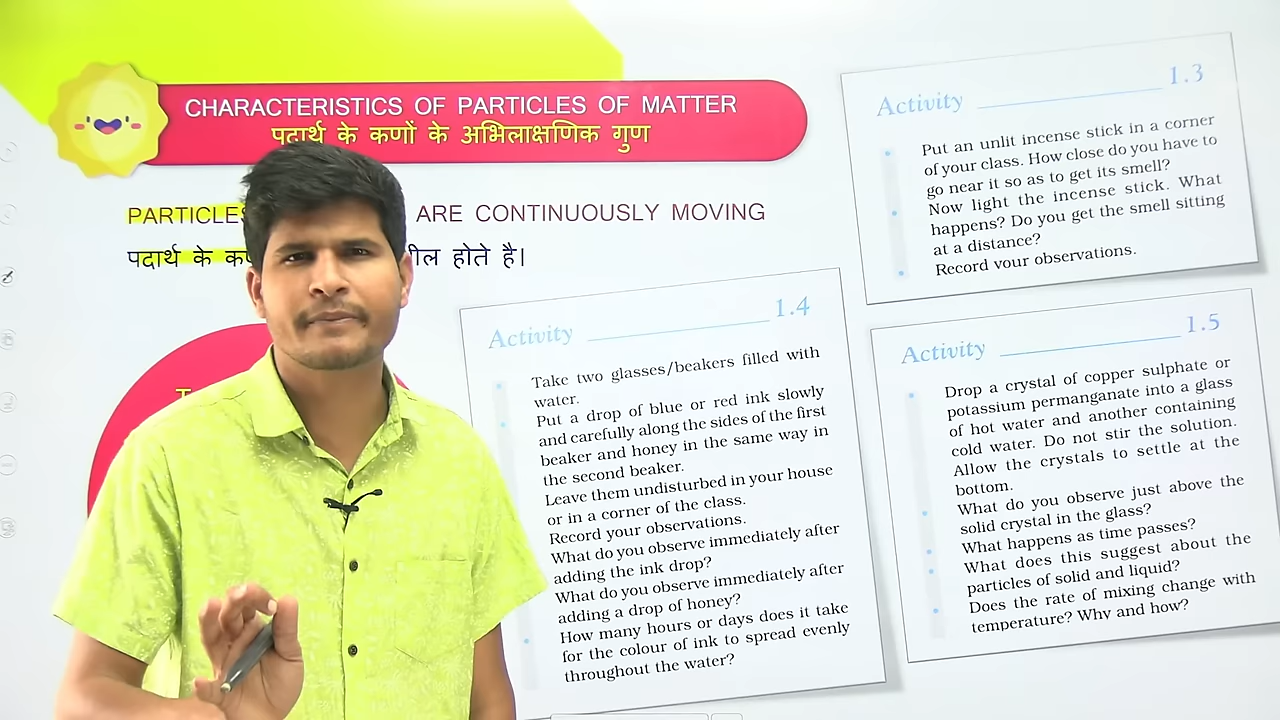 CHARACTERISTICS OF PARTICLES OF MATTER
पदार्थ के कणों के अभिलाक्षणिक गुण
PARTICLES ARE CONTINUOUSLY MOVING
पदार्थ के होते है।
Activity 1.3
Put an unlit incense stick in a corner
of your class. How close do you have to
go near it so as to get its smell?
Now light the incense stick. What
happens? Do you get the smell sitting
at a distance?
Record your observations.
Activity 1.4
Take two glasses/beakers filled with
water.
Put a drop of blue or red ink slowly
and carefully along the sides of the first
beaker and honey in the same way in
the second beaker.
Leave them undisturbed in your house
or in a corner of the class.
Record your observations.
What do you observe immediately after
adding the ink drop?
What do you observe immediately after
adding a drop of honey?
How many hours or days does it take
for the colour of ink to spread evenly
throughout the water?
Activity 1.5
Drop a crystal of copper sulphate or
potassium permanganate into a glass
of hot water and another containing
cold water. Do not stir the solution.
Allow the crystals to settle at the
bottom.
What do you observe just above the
solid crystal in the glass?
What happens as time passes?
What does this suggest about the
particles of solid and liquid?
Does the rate of mixing change with
temperature? Why and how?